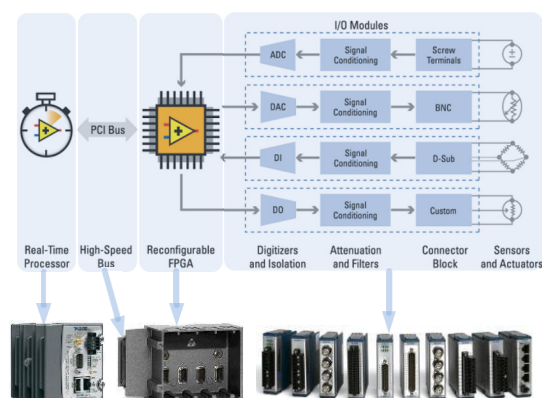 I/O Modules
ADC
Signal
Conditioning
Screw
Terminals
DAC
Signal
Conditioning
BNC
PCI Bus
DI
Signal
Conditioning
D-Sub
DO
Signal
Conditioning
Custom
Real-Time
Processor
High-Speed
Bus
Reconfigurable
FPGA
Digitizers
and Isolation
Attenuation
and Filters
Connector
Block
Sensors
and Actuators